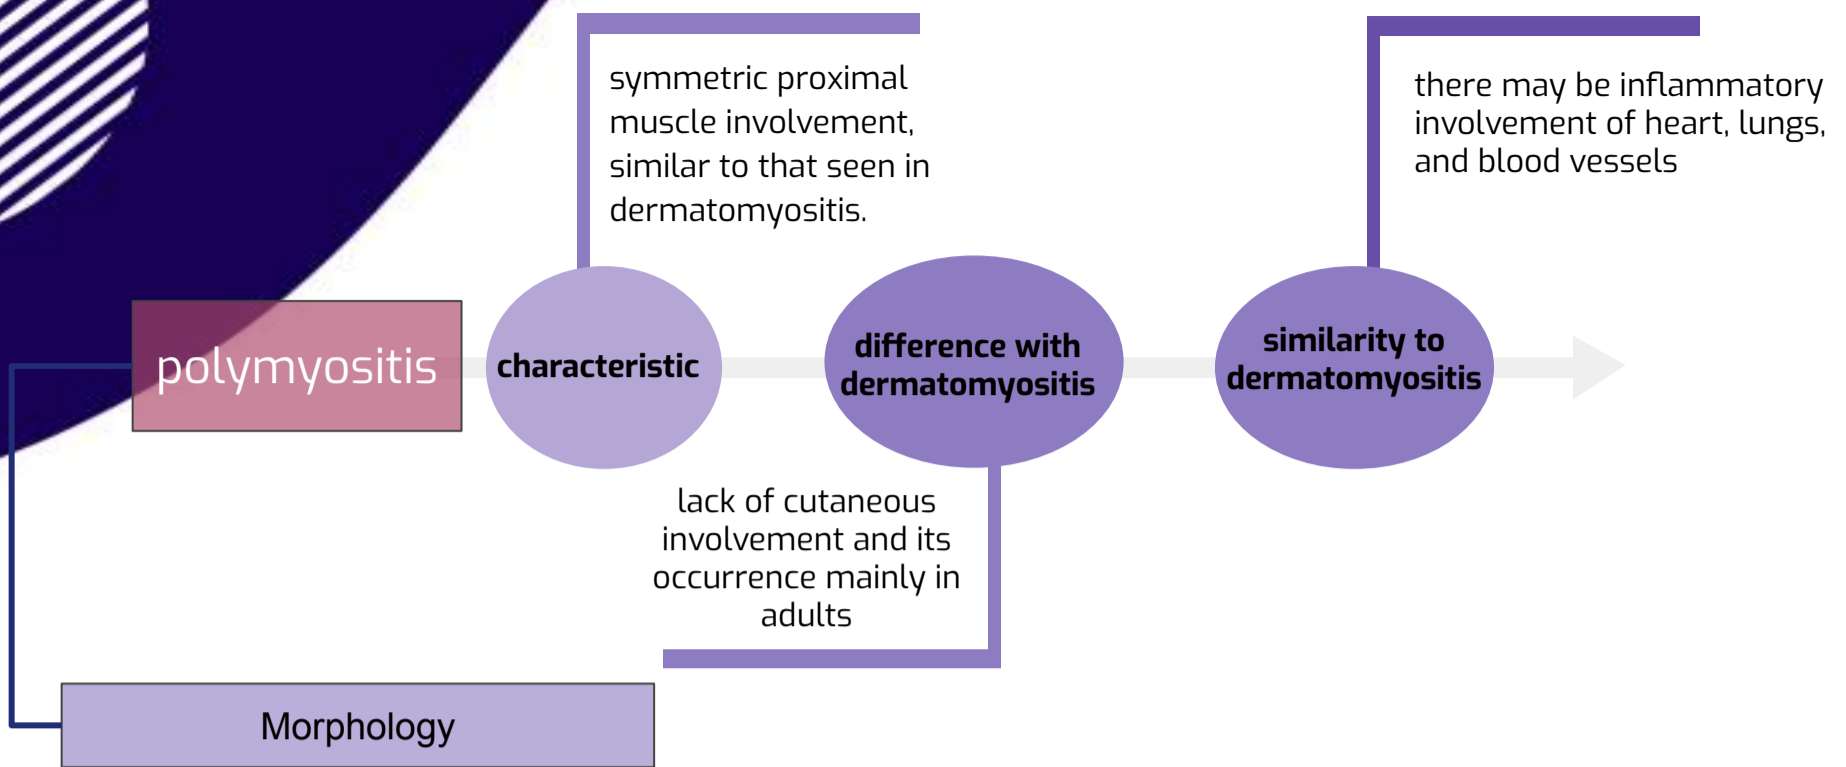 symmetric proximal
muscle involvement,
similar to that seen in
dermatomyositis.
there may be inflammatory
involvement of heart, lungs,
and blood vessels
polymyositis
characteristic
difference with
dermatomyositis
similarity to
dermatomyositis
lack of cutaneous
involvement and its
occurrence mainly in
adults
Morphology